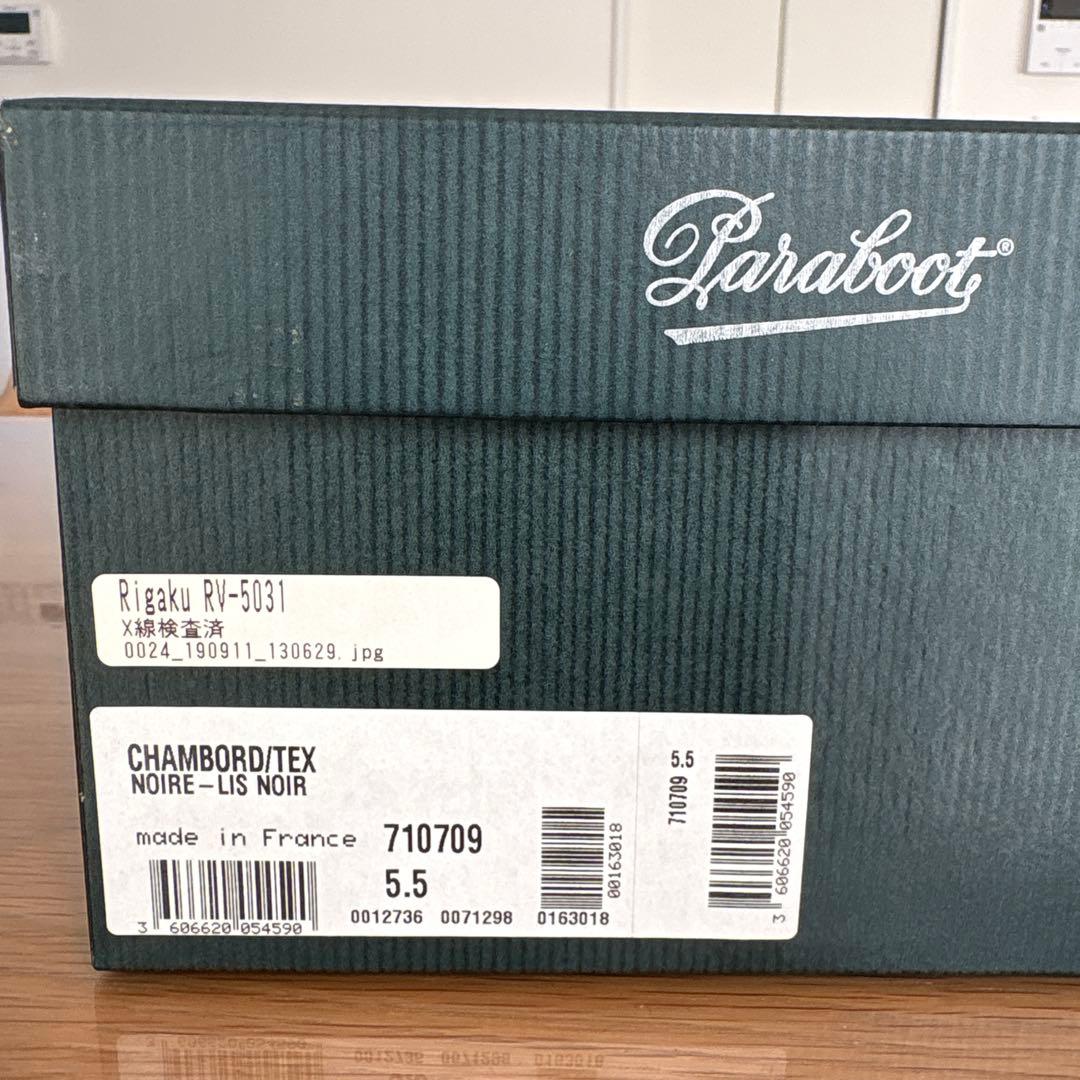 Paraboot®
Rigaku RV-5031
X線検査済
0024_190911_130629.jpg
CHAMBORD/TEX
NOIRE-LIS NOIR
made in France 710709
5.5
3 606620 054590
0012736 0071298 0163018
00163018
5.5
710709
3 606620 054590